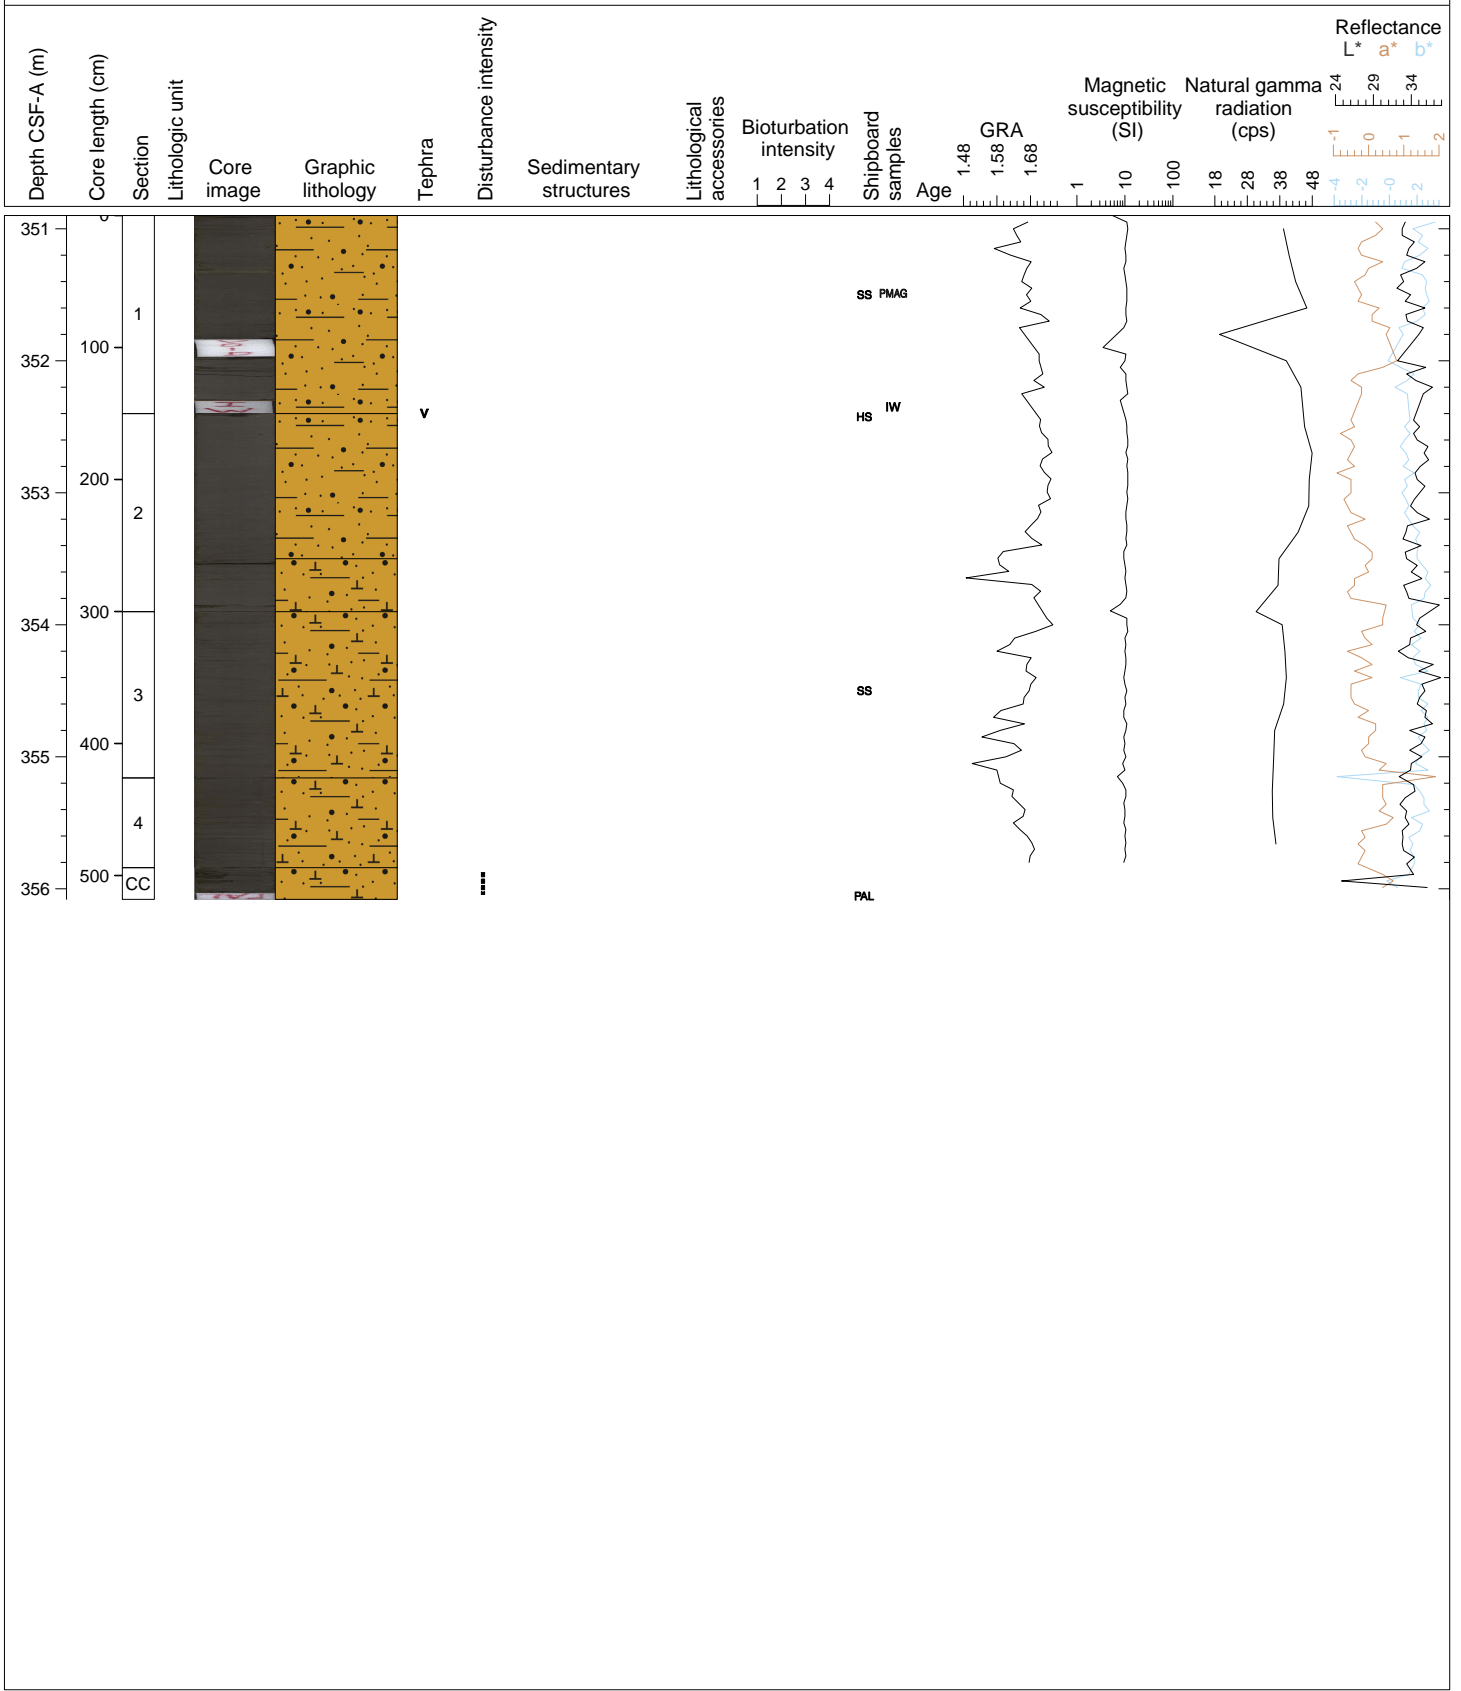 Depth CSF-A (m)
Core length (cm)
Section
Lithologic unit
Core
image
Graphic
lithology
Tephra
Disturbance intensity
Sedimentary
structures
Lithological
accessories
Bioturbation
intensity
1 2 3 4
Shipboard
samples
Age
GRA
1.48 1.58 1.68
Magnetic
susceptibility
(SI)
1 10 100
Natural gamma
radiation
(cps)
18 28 38 48
Reflectance
L* a* b*
24 29 34
-1 0 1 2
-4 -2 -0 2
0
351
SS PMAG
1
100
352
IW
V
HS
200
353
2
300
354
SS
3
400
355
4
500
CC
356
PAL